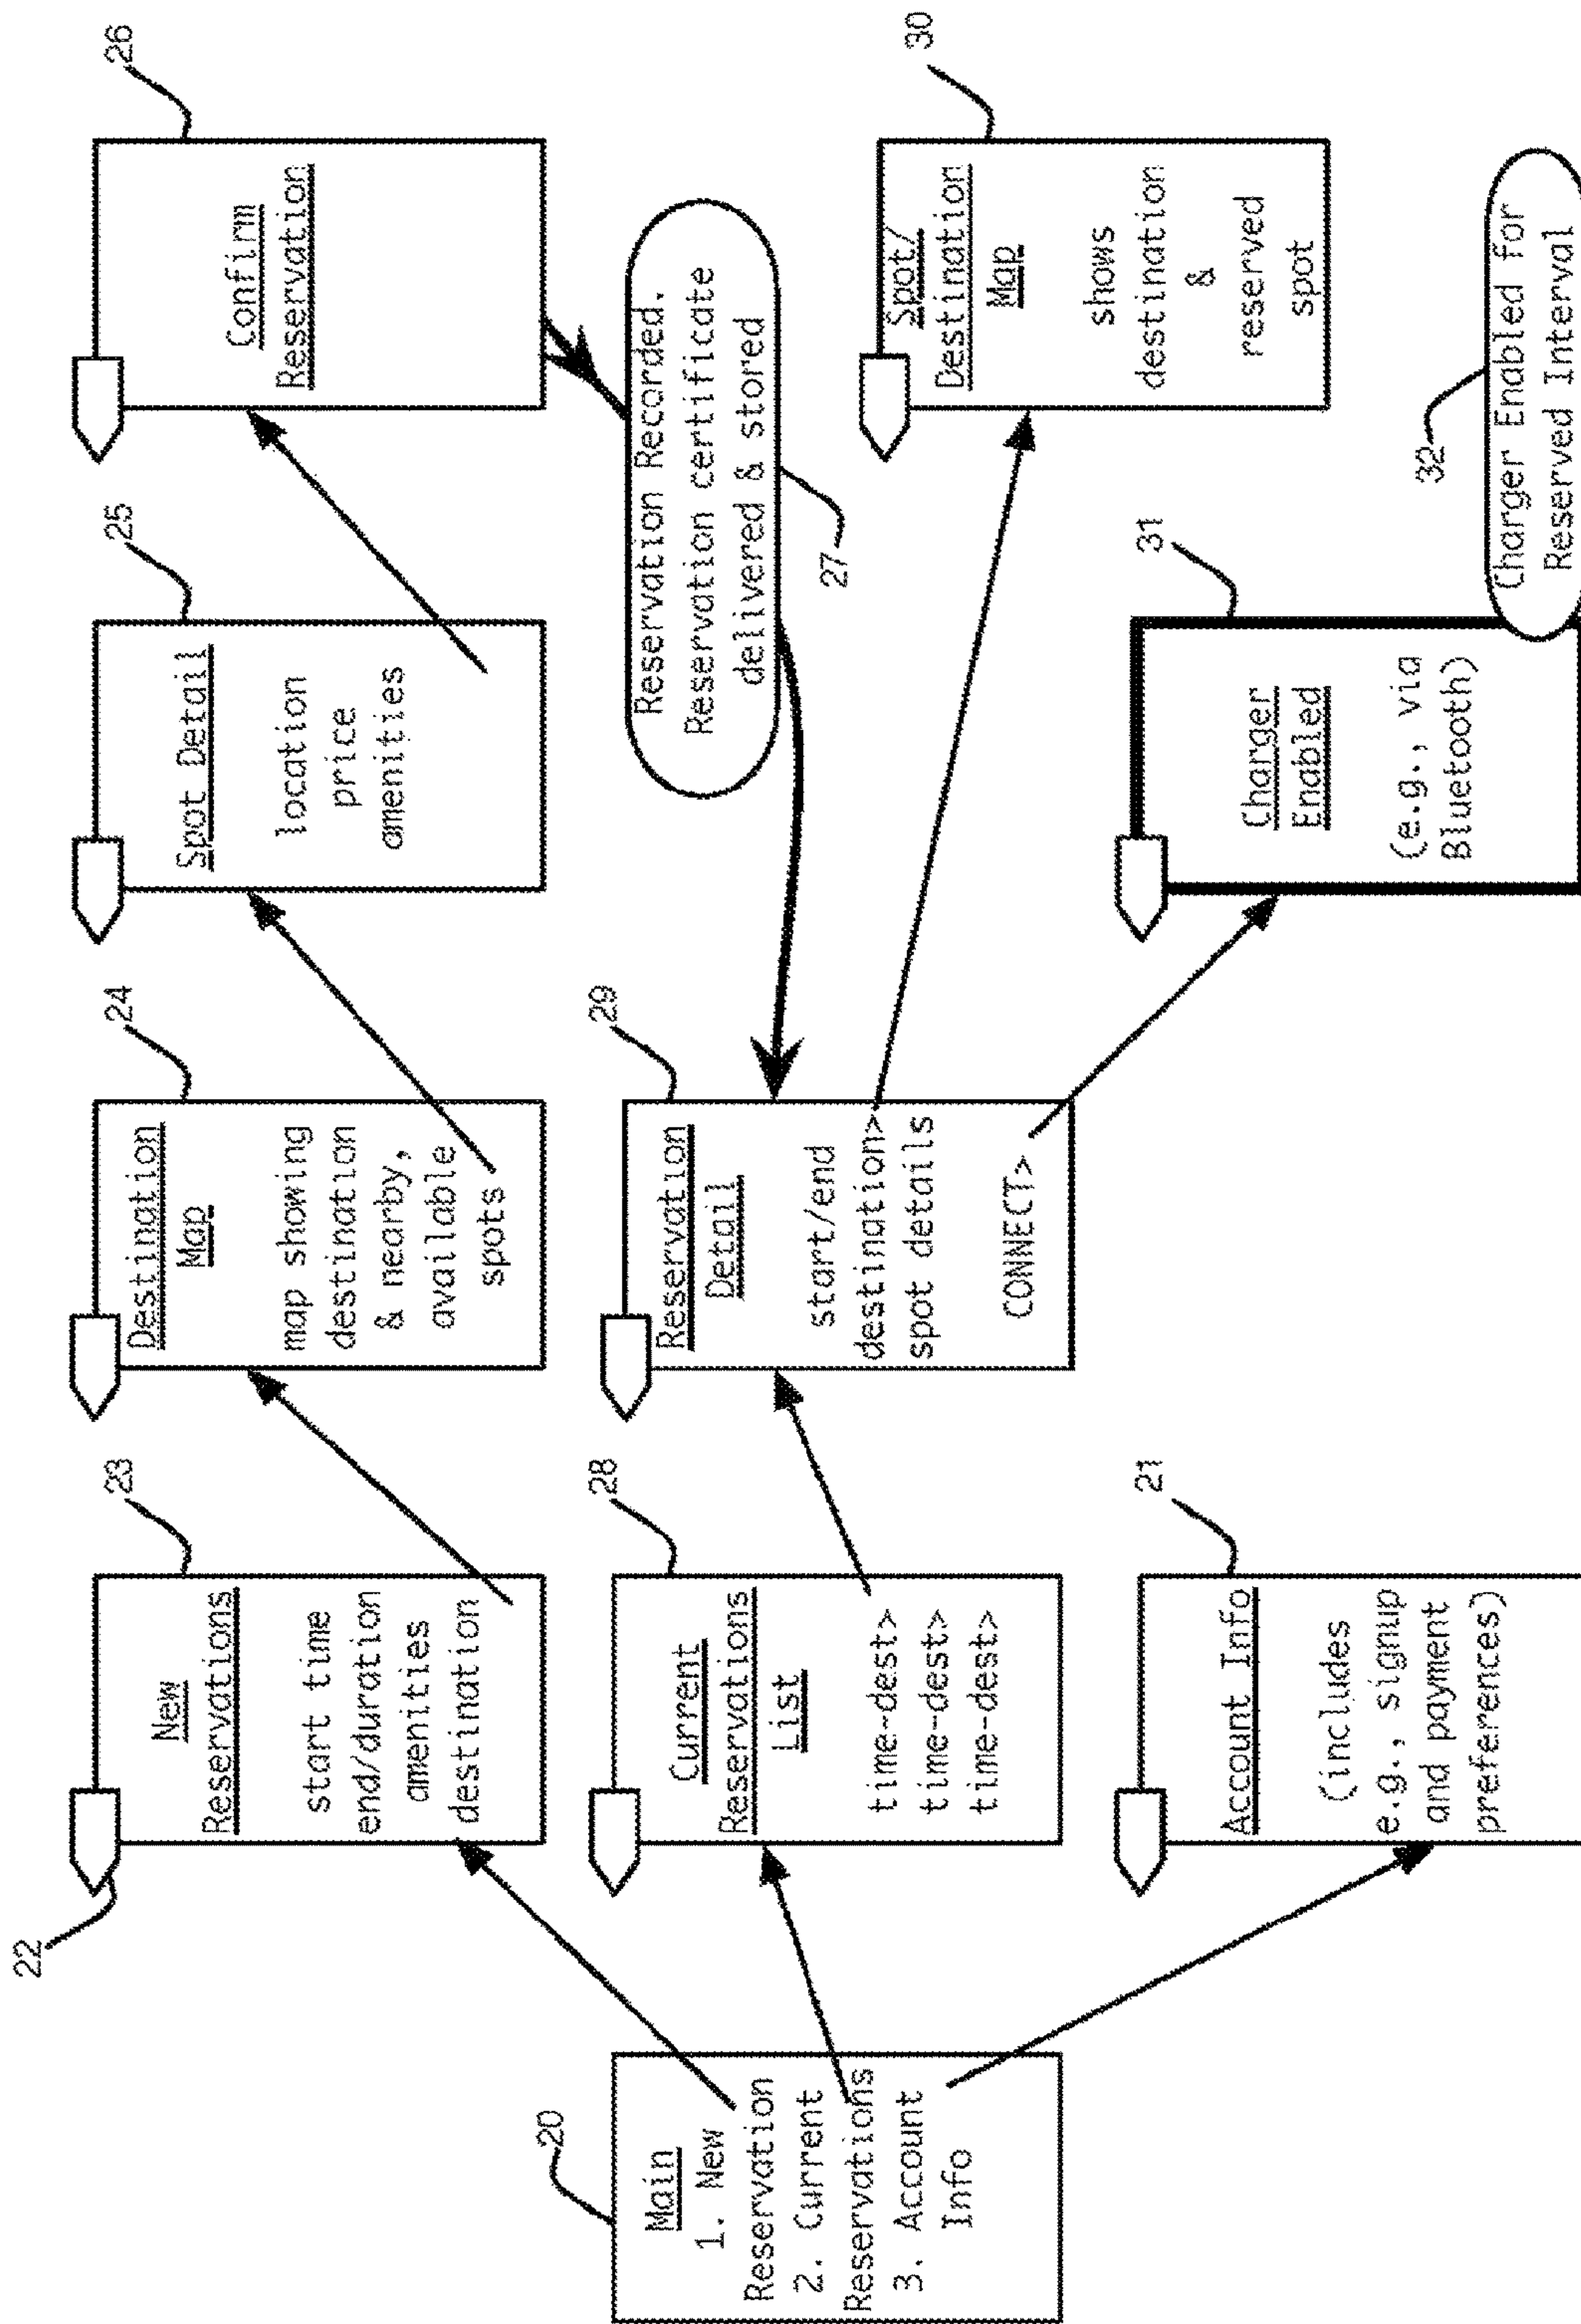 20
Main
1. New
Reservation
2. Current
Reservations
3. Account
Info
22
23
New
Reservations
start time
end/duration
amenities
destination
24
Destination
Map
map showing
destination
& nearby,
available
spots
25
Spot Detail
location
price
amenities
26
Confirm
Reservation
Reservation Recorded.
Reservation certificate
delivered & stored
27
28
Current
Reservations
List
time-dest>
time-dest>
time-dest>
29
Reservation
Detail
start/end
destination>
spot details
CONNECT>
30
Spot/
Destination
Map
shows
destination
&
reserved
spot
21
Account Info
(includes
e.g., signup
and payment
preferences)
31
Charger
Enabled
(e.g., via
Bluetooth)
32
Charger Enabled for
Reserved Interval